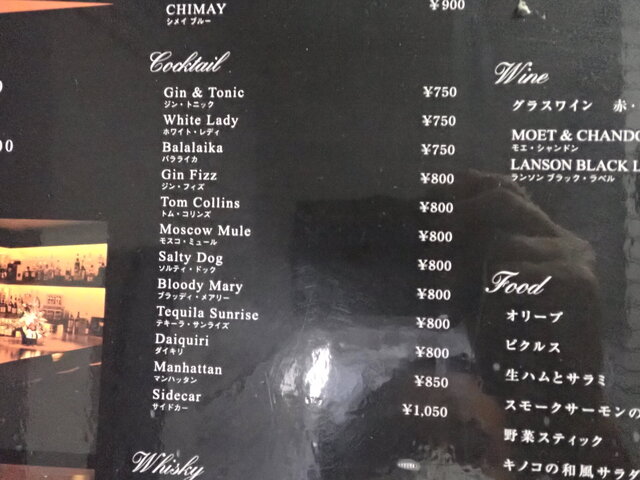 CHIMAY ¥900
シメイ ブルー
Cocktail
Gin & Tonic ¥750
ジン・トニック
White Lady ¥750
ホワイト・レディ
Balalaika ¥750
バラライカ
Gin Fizz ¥800
ジン・フィズ
Tom Collins ¥800
トム・コリンズ
Moscow Mule ¥800
モスコ・ミュール
Salty Dog ¥800
ソルティ・ドック
Bloody Mary ¥800
ブラッディ・メアリー
Tequila Sunrise ¥800
テキーラ・サンライズ
Daiquiri ¥800
ダイキリ
Manhattan ¥850
マンハッタン
Sidecar ¥1,050
サイドカー
Whisky
Wine
グラスワイン 赤・
MOET & CHANDO
モエ・シャンドン
LANSON BLACK L
ランソン ブラック・ラベル
Food
オリーブ
ピクルス
生ハムとサラミ
スモークサーモンの
野菜スティック
キノコの和風サラダ